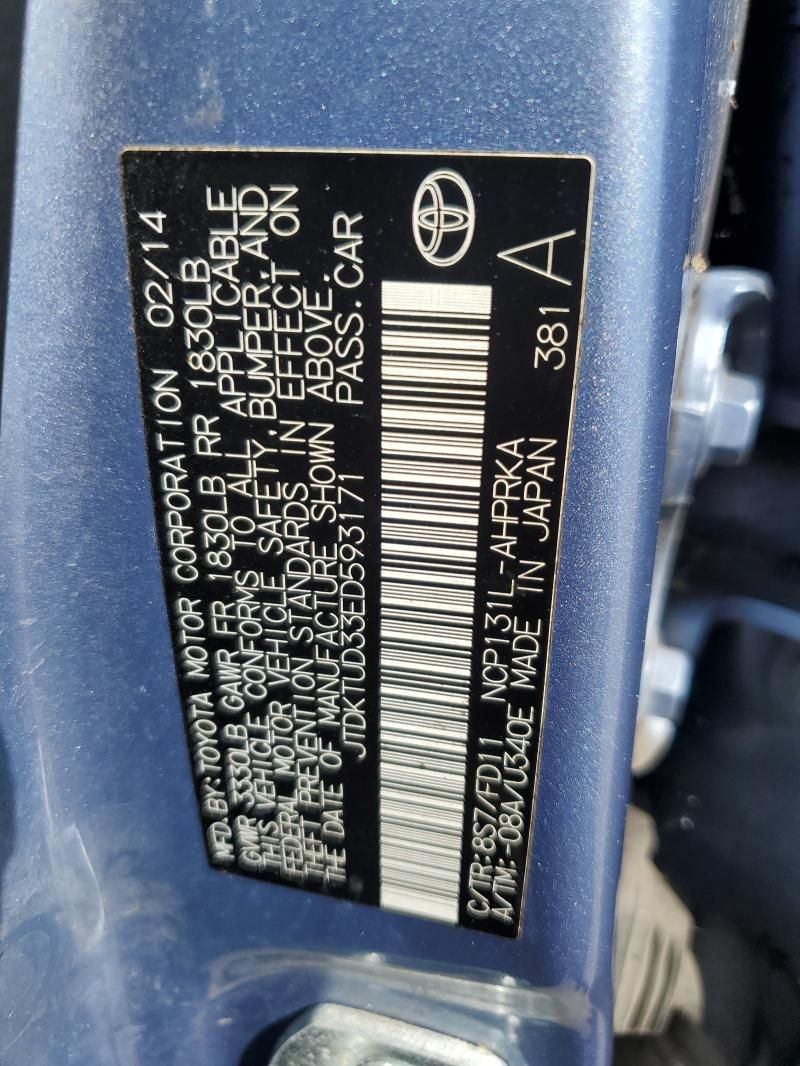 MFD BY: TOYOTA MOTOR CORPORATION 02/14
GVWR 3330LB GAWR FR 1830LB RR 1830LB
THIS VEHICLE CONFORMS TO ALL APPLICABLE
FEDERAL MOTOR VEHICLE SAFETY, BUMPER, AND
THEFT PREVENTION STANDARDS IN EFFECT ON
THE DATE OF MANUFACTURE SHOWN ABOVE.
JTDKTUD33ED593171 PASS.CAR
C/TR:8S7/FD11 NCP131L-AHPRKA 381 A
A/TM:-08A/U340E MADE IN JAPAN